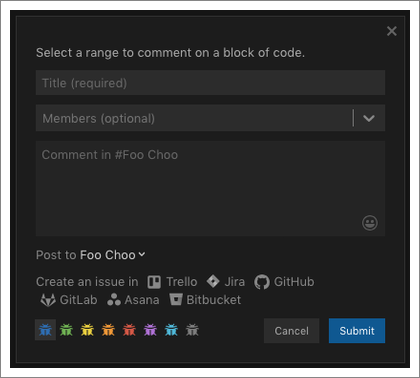 Select a range to comment on a block of code.
Title (required)
Members (optional)
Comment in #Foo Choo
Post to Foo Choo
Create an issue in Trello Jira GitHub
GitLab Asana Bitbucket
Cancel Submit